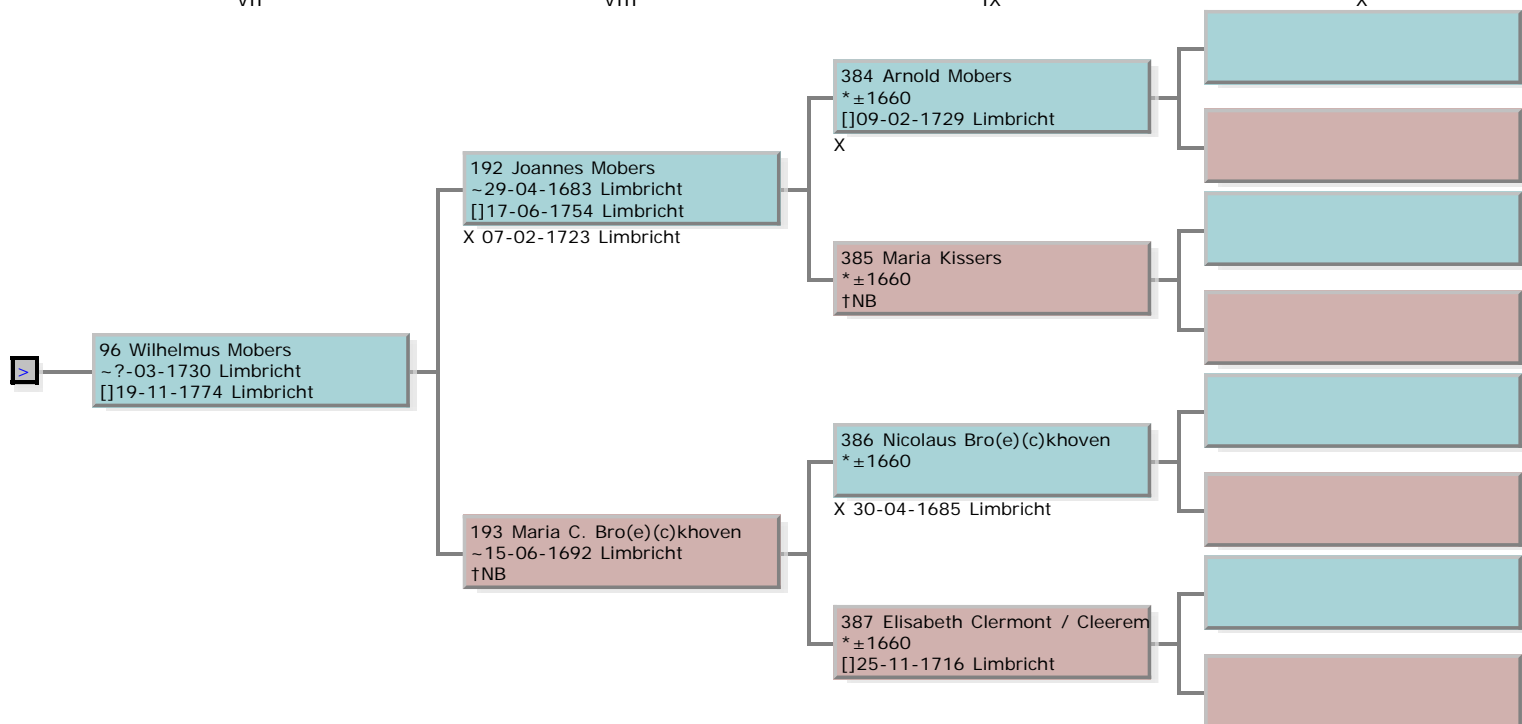 VII
VIII
IX
X
384 Arnold Mobers
*±1660
[]09-02-1729 Limbricht
X
192 Joannes Mobers
~29-04-1683 Limbricht
[]17-06-1754 Limbricht
X 07-02-1723 Limbricht
385 Maria Kissers
*±1660
†NB
96 Wilhelmus Mobers
~?-03-1730 Limbricht
[]19-11-1774 Limbricht
>
386 Nicolaus Bro(e)(c)khoven
*±1660
X 30-04-1685 Limbricht
193 Maria C. Bro(e)(c)khoven
~15-06-1692 Limbricht
†NB
387 Elisabeth Clermont / Cleerem
*±1660
[]25-11-1716 Limbricht